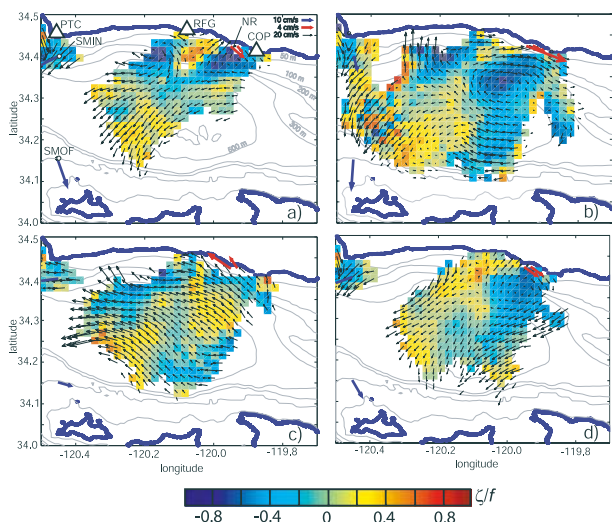 PTC
SMIN
RFG
NR
COP
10 cm/s
4 cm/s
20 cm/s
50 m
100 m
200 m
300 m
500 m
SMOF
a)
b)
34.5
34.4
34.3
34.2
34.1
34.0
latitude
c)
d)
34.5
34.4
34.3
34.2
34.1
34.0
latitude
-120.4 -120.2 -120.0 -119.8
longitude
-120.4 -120.2 -120.0 -119.8
longitude
ζ/f
-0.8 -0.4 0 0.4 0.8